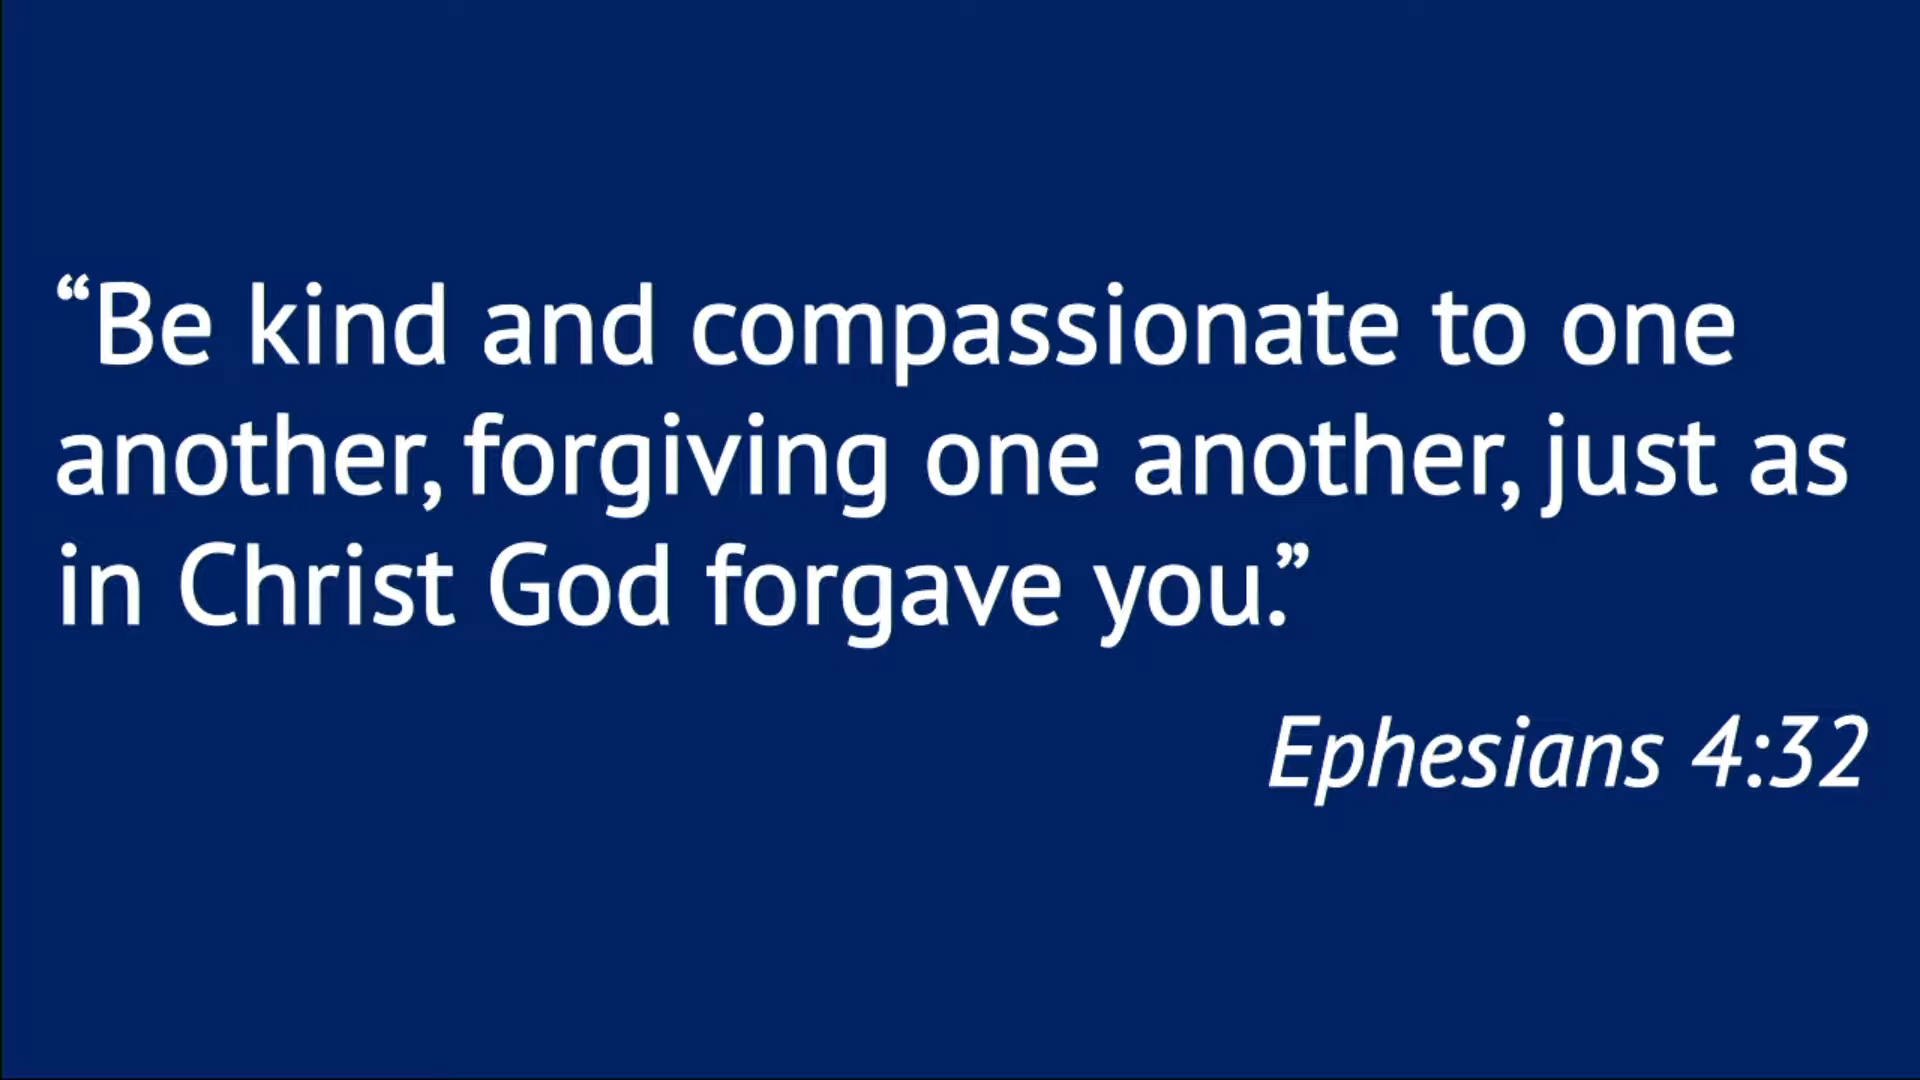 “Be kind and compassionate to one
another, forgiving one another, just as
in Christ God forgave you.”
Ephesians 4:32